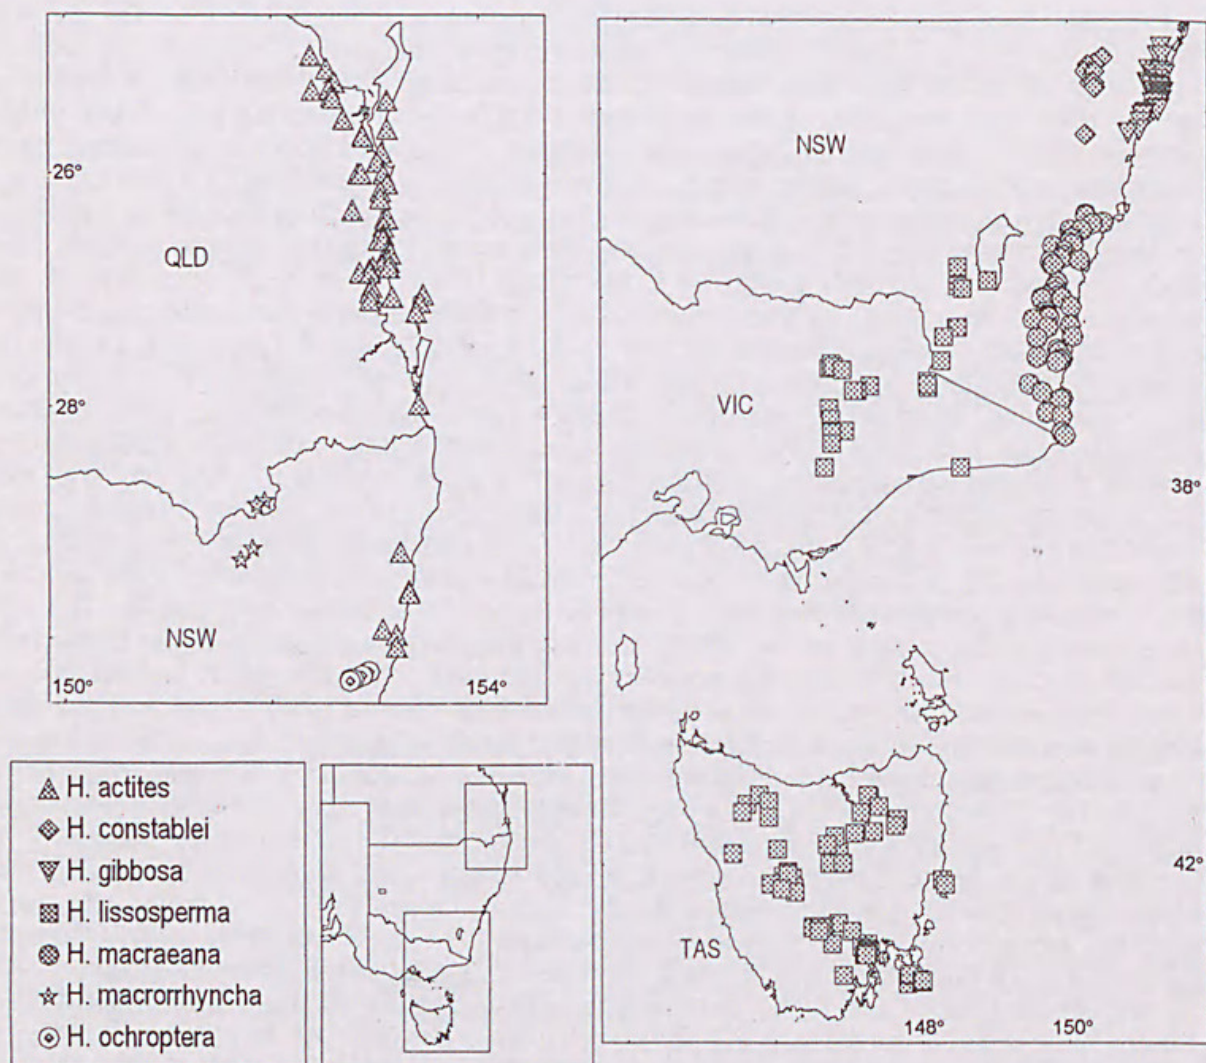 26°
QLD
28°
NSW
150°
154°
NSW
VIC
38°
42°
TAS
148°
150°
H. actites
H. constablei
H. gibbosa
H. lissosperma
H. macraeana
H. macrorrhyncha
H. ochroptera